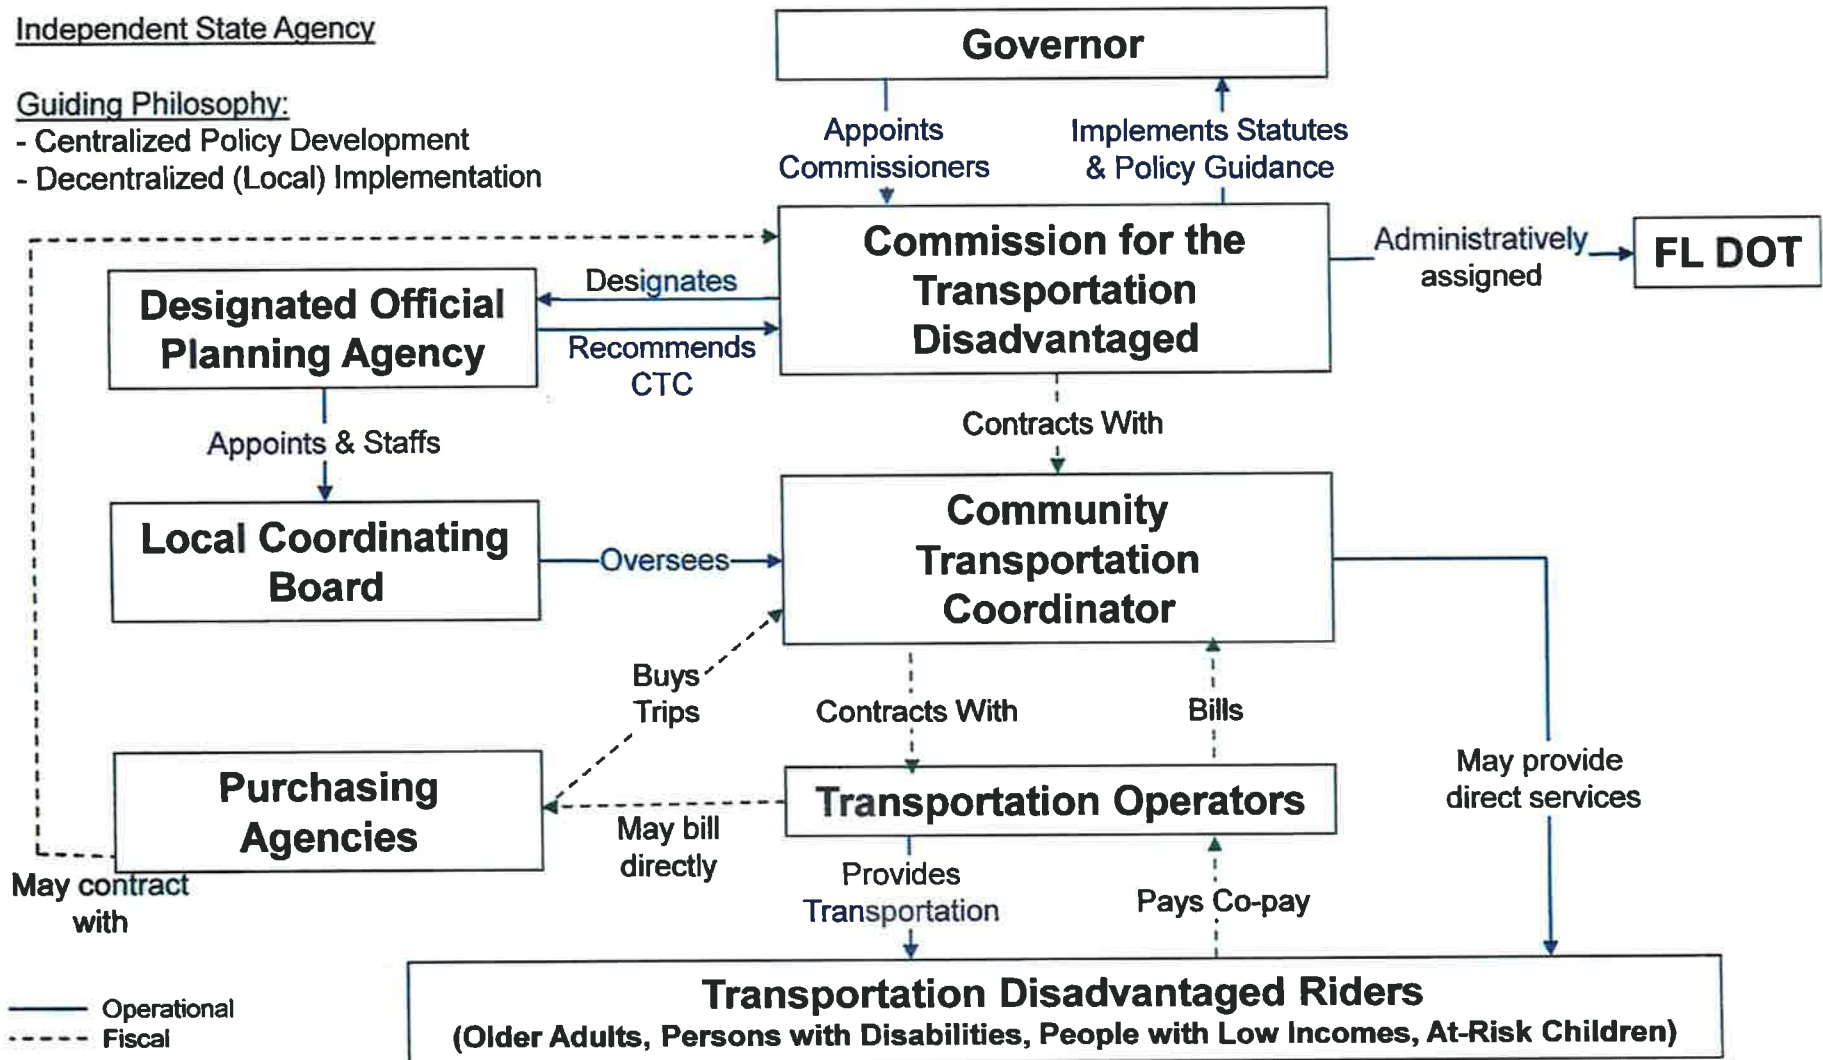 Independent State Agency
Guiding Philosophy:
- Centralized Policy Development
- Decentralized (Local) Implementation
Governor
Appoints
Commissioners
Implements Statutes
& Policy Guidance
Commission for the
Transportation
Disadvantaged
Administratively
assigned
FL DOT
Designates
Designated Official
Planning Agency
Recommends
CTC
Appoints & Staffs
Contracts With
Local Coordinating
Board
Oversees
Community
Transportation
Coordinator
Buys
Trips
Contracts With
Bills
May provide
direct services
Purchasing
Agencies
May bill
directly
Transportation Operators
May contract
with
Provides
Transportation
Pays Co-pay
Transportation Disadvantaged Riders
(Older Adults, Persons with Disabilities, People with Low Incomes, At-Risk Children)
Operational
Fiscal